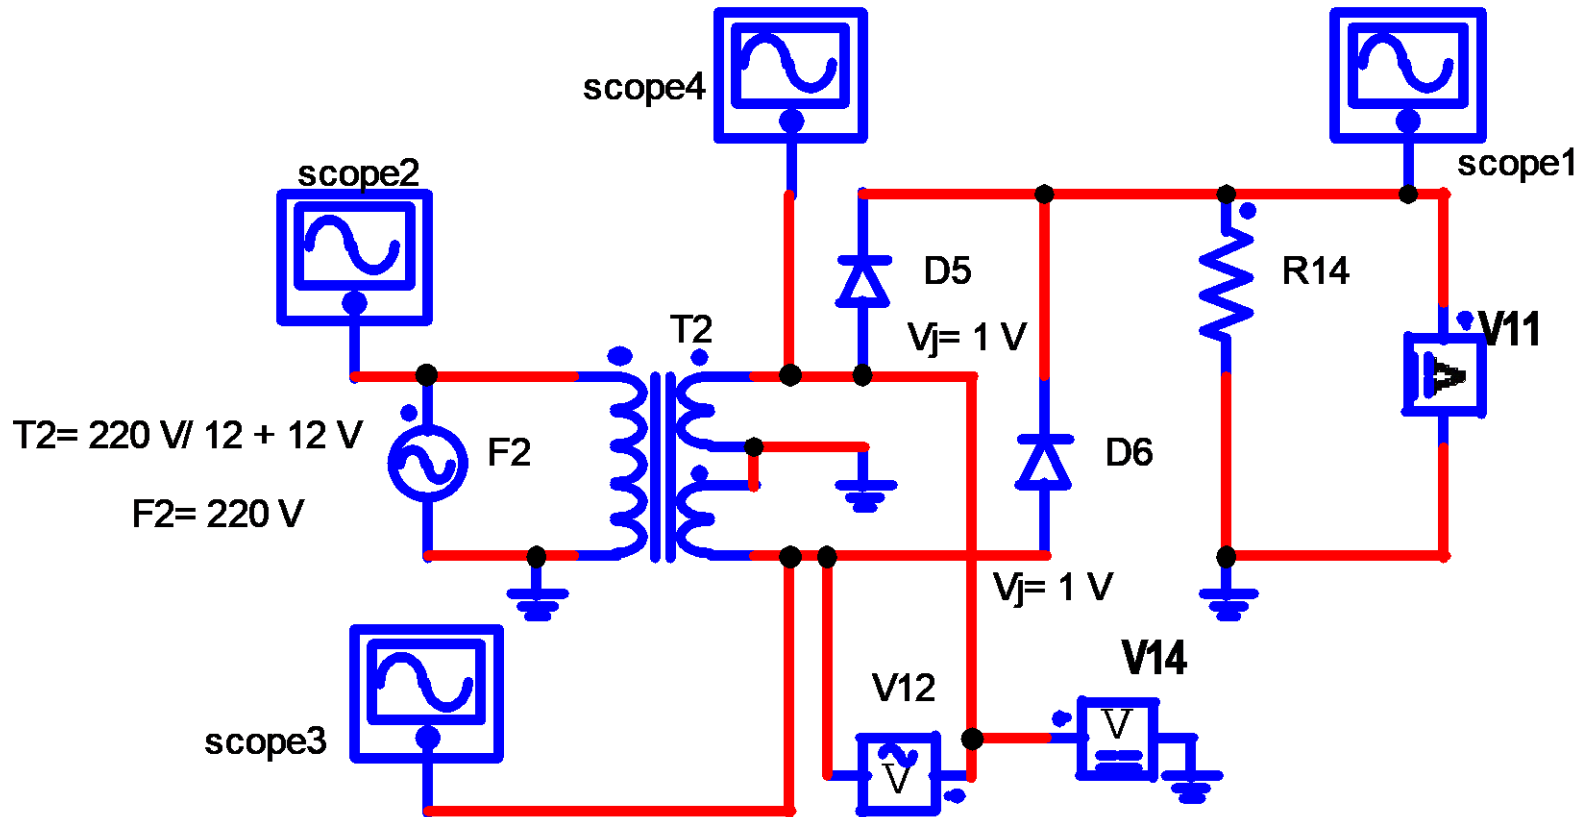 scope4
scope1
scope2
D5
R14
T2
Vj= 1 V
V11
V
T2= 220 V/ 12 + 12 V
F2
D6
F2= 220 V
Vj= 1 V
V14
V12
V
scope3
V